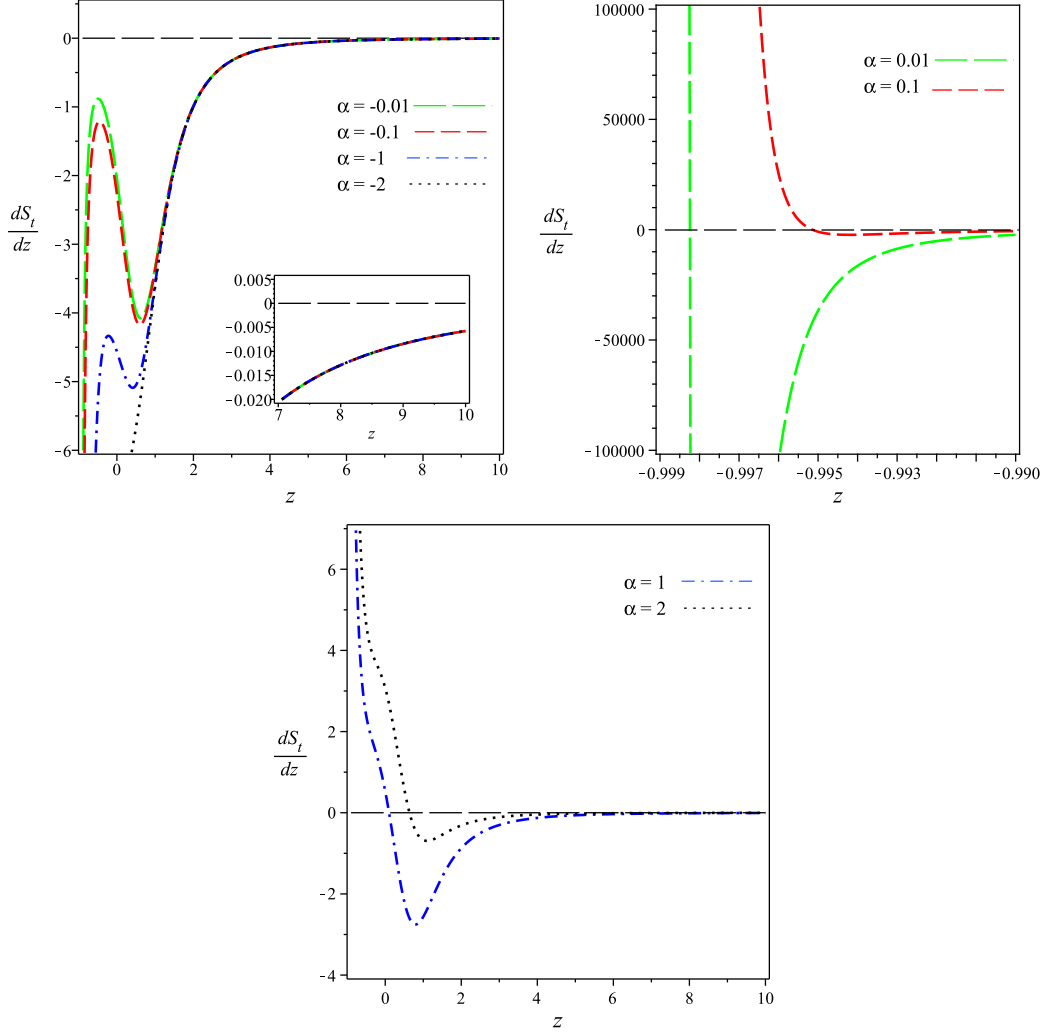 0
-1
-2
-3
-4
-5
-6
dS_t
dz
α = -0.01
α = -0.1
α = -1
α = -2
0.005
0
-0.005
-0.010
-0.015
-0.020
7 8 9 10
z
0 2 4 6 8 10
z
100000
50000
0
-50000
-100000
dS_t
dz
α = 0.01
α = 0.1
-0.999 -0.997 -0.995 -0.993 -0.990
z
6
4
2
0
-2
-4
dS_t
dz
α = 1
α = 2
0 2 4 6 8 10
z